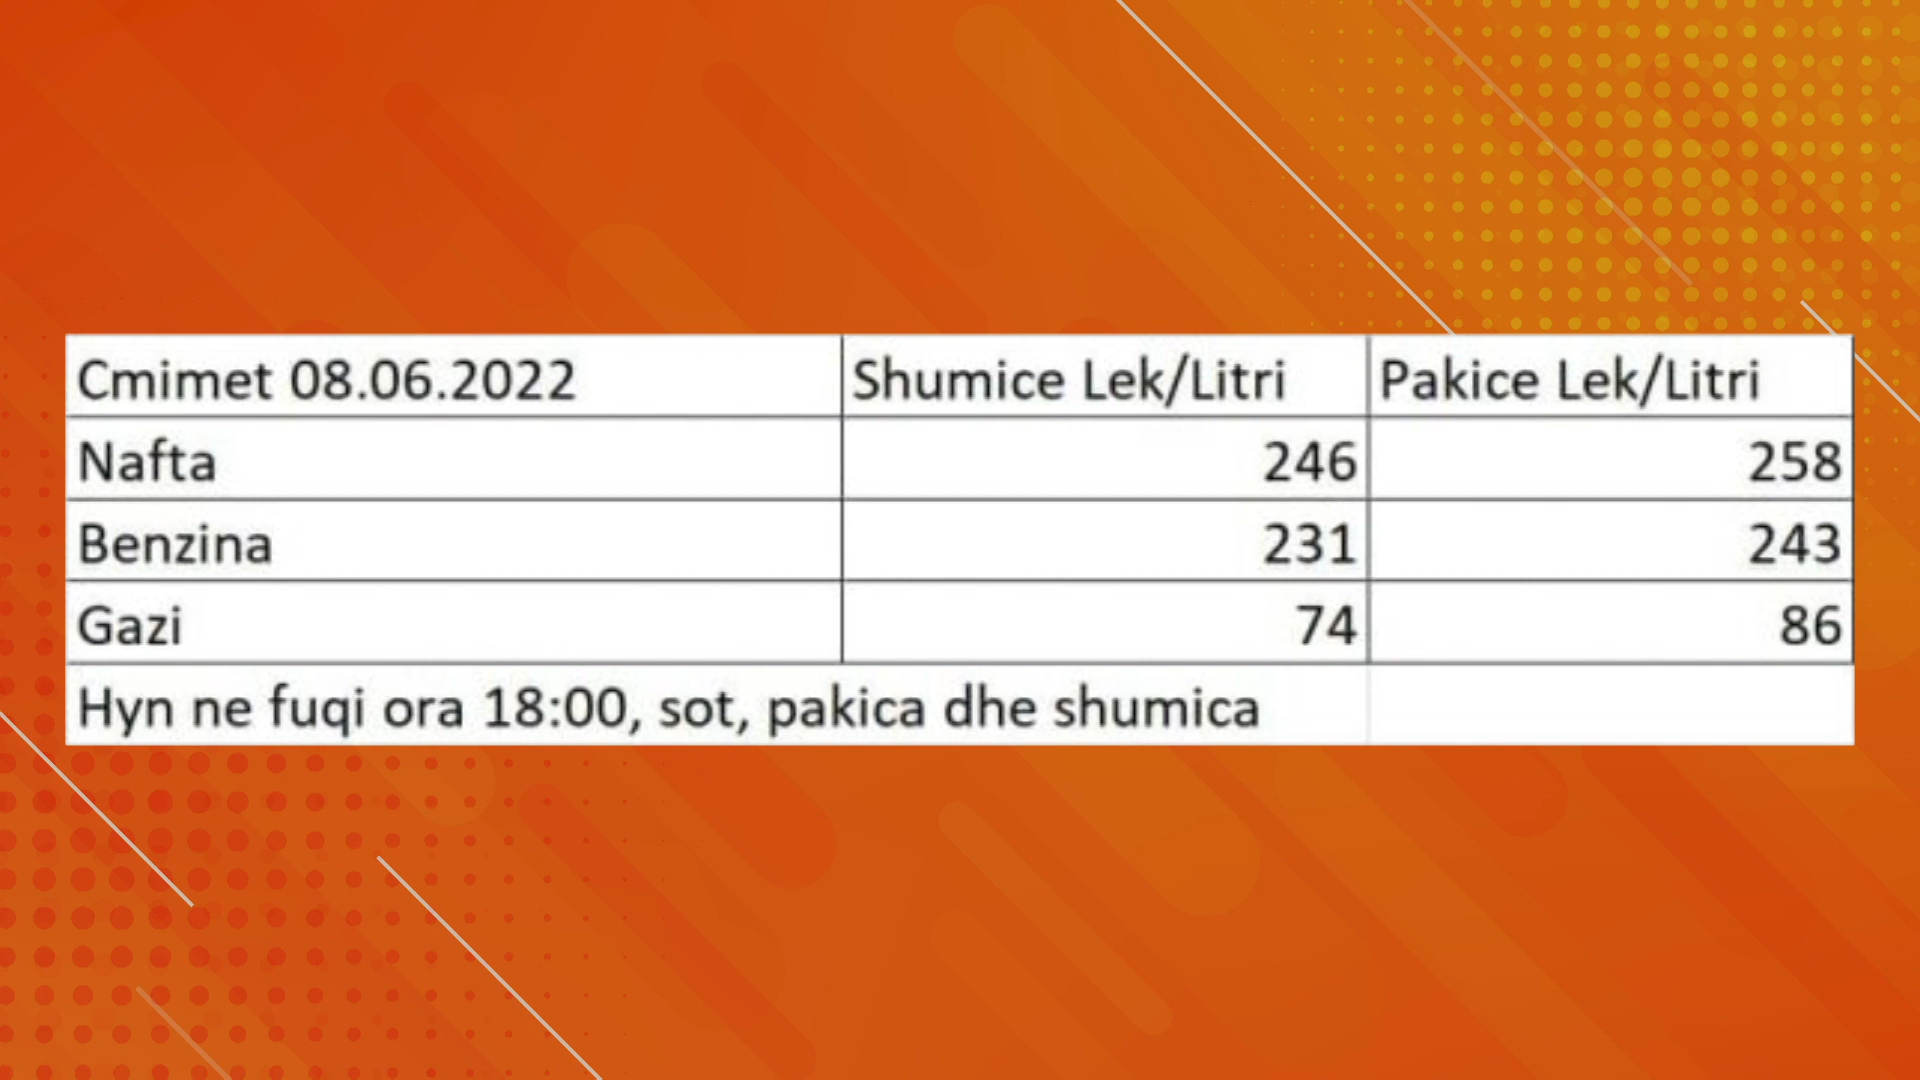 Cmimet 08.06.2022 Shumice Lek/Litri Pakice Lek/Litri
Nafta 246 258
Benzina 231 243
Gazi 74 86
Hyn ne fuqi ora 18:00, sot, pakica dhe shumica